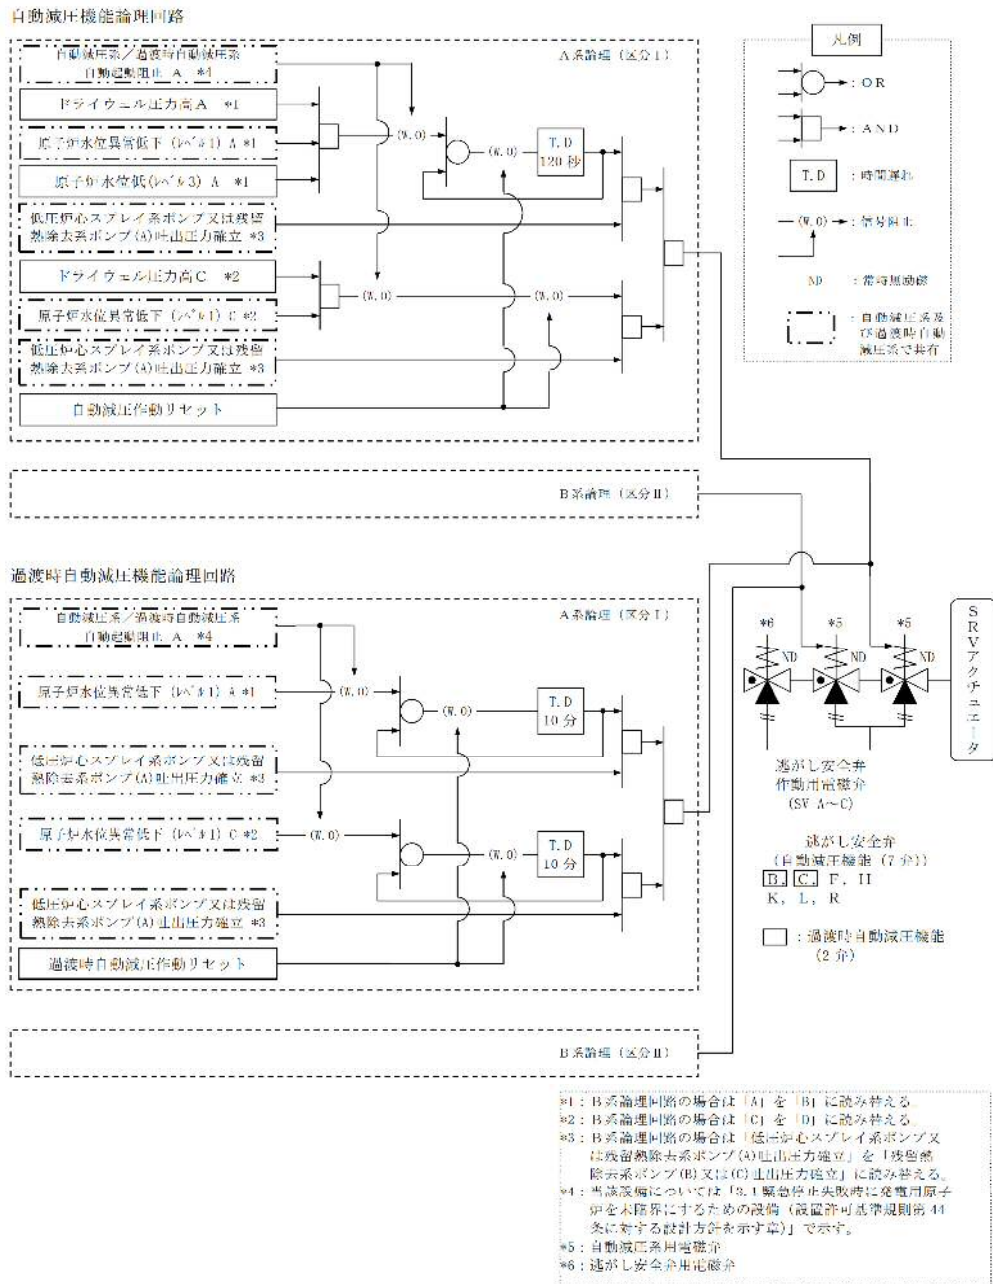 自動減圧機能論理回路
自動減圧系／過渡時自動減圧系
自動起動阻止 A *4
A系論理（区分Ⅰ）
ドライウェル圧力高A *1
原子炉水位異常低下（レベル1）A *1
原子炉水位低(レベル3) A *1
低圧炉心スプレイ系ポンプ又は残留
熱除去系ポンプ(A)吐出圧力確立 *3
ドライウェル圧力高C *2
原子炉水位異常低下（レベル1）C *2
低圧炉心スプレイ系ポンプ又は残留
熱除去系ポンプ(A)吐出圧力確立 *3
自動減圧作動リセット
(W.O)
(W.O)
T.D
120秒
(W.O)
(W.O)
B系論理（区分Ⅱ）
凡例
：OR
：AND
T.D ：時間遅れ
(W.O) ：信号阻止
ND ：常時無励磁
：自動減圧系及
び過渡時自動
減圧系で共有
過渡時自動減圧機能論理回路
自動減圧系／過渡時自動減圧系
自動起動阻止 A *4
A系論理（区分Ⅰ）
原子炉水位異常低下（レベル1）A *1
低圧炉心スプレイ系ポンプ又は残留
熱除去系ポンプ(A)吐出圧力確立 *3
原子炉水位異常低下（レベル1）C *2
低圧炉心スプレイ系ポンプ又は残留
熱除去系ポンプ(A)吐出圧力確立 *3
過渡時自動減圧作動リセット
(W.O)
(W.O)
T.D
10分
(W.O)
(W.O)
T.D
10分
B系論理（区分Ⅱ）
*6
*5
*5
ND
ND
ND
SRVアクチュエータ
逃がし安全弁
作動用電磁弁
(SV A～C)
逃がし安全弁
(自動減圧機能（7弁）)
B, C, F, H
K, L, R
：過渡時自動減圧機能
（2弁）
*1：B系論理回路の場合は「A」を「B」に読み替える。
*2：B系論理回路の場合は「C」を「D」に読み替える。
*3：B系論理回路の場合は「低圧炉心スプレイ系ポンプ又
は残留熱除去系ポンプ(A)吐出圧力確立」を「残留熱
除去系ポンプ(B)又は(C)吐出圧力確立」に読み替える。
*4：当該設備については「3.1緊急停止失敗時に発電用原子
炉を未臨界にするための設備（設置許可基準規則第44
条に対する設計方針を示す章）」で示す。
*5：自動減圧系用電磁弁
*6：逃がし安全弁用電磁弁